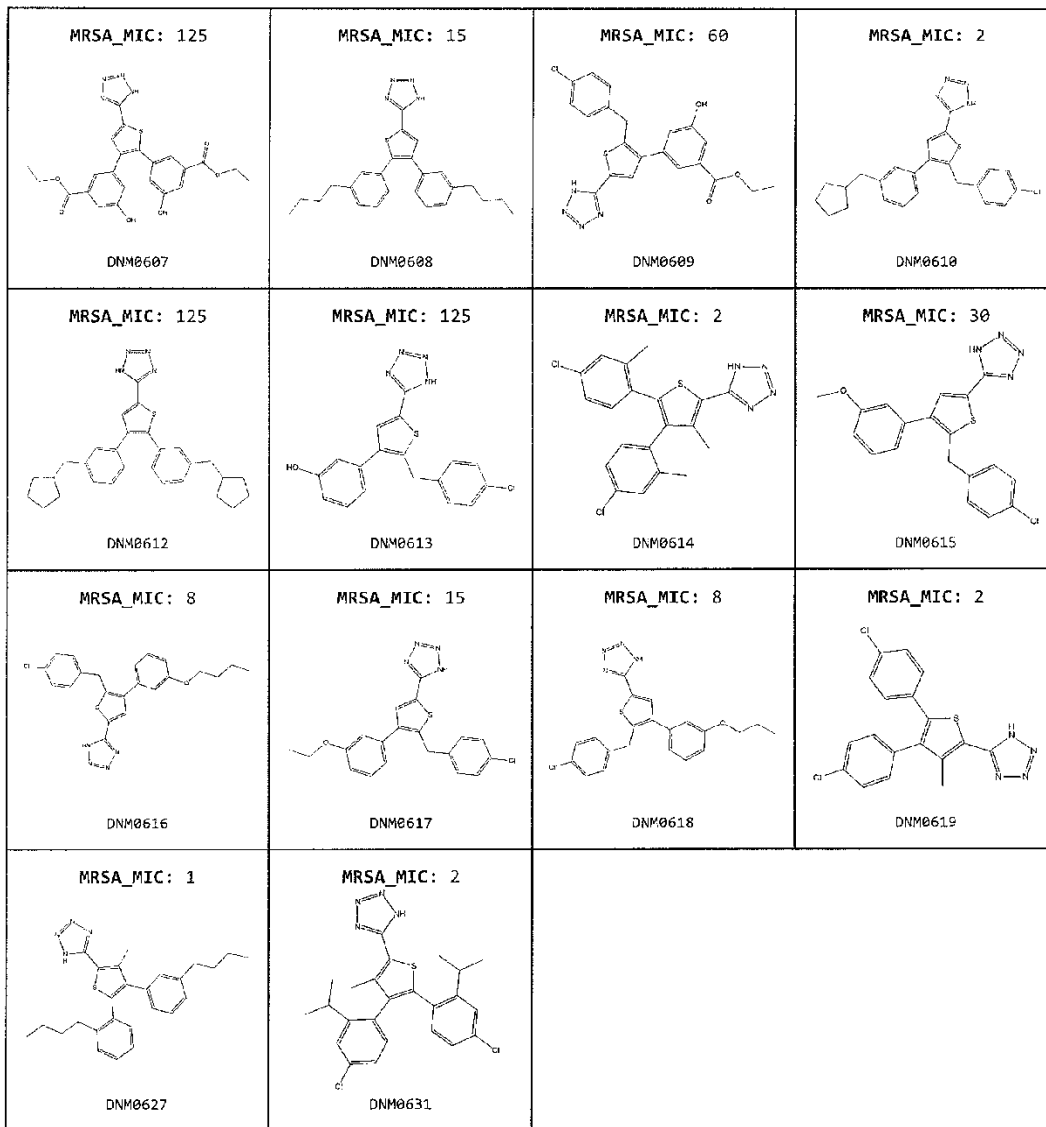 MRSA_MIC: 125
DNM0607
MRSA_MIC: 15
DNM0608
MRSA_MIC: 60
DNM0609
MRSA_MIC: 2
DNM0610
MRSA_MIC: 125
DNM0612
MRSA_MIC: 125
DNM0613
MRSA_MIC: 2
DNM0614
MRSA_MIC: 30
DNM0615
MRSA_MIC: 8
DNM0616
MRSA_MIC: 15
DNM0617
MRSA_MIC: 8
DNM0618
MRSA_MIC: 2
DNM0619
MRSA_MIC: 1
DNM0627
MRSA_MIC: 2
DNM0631